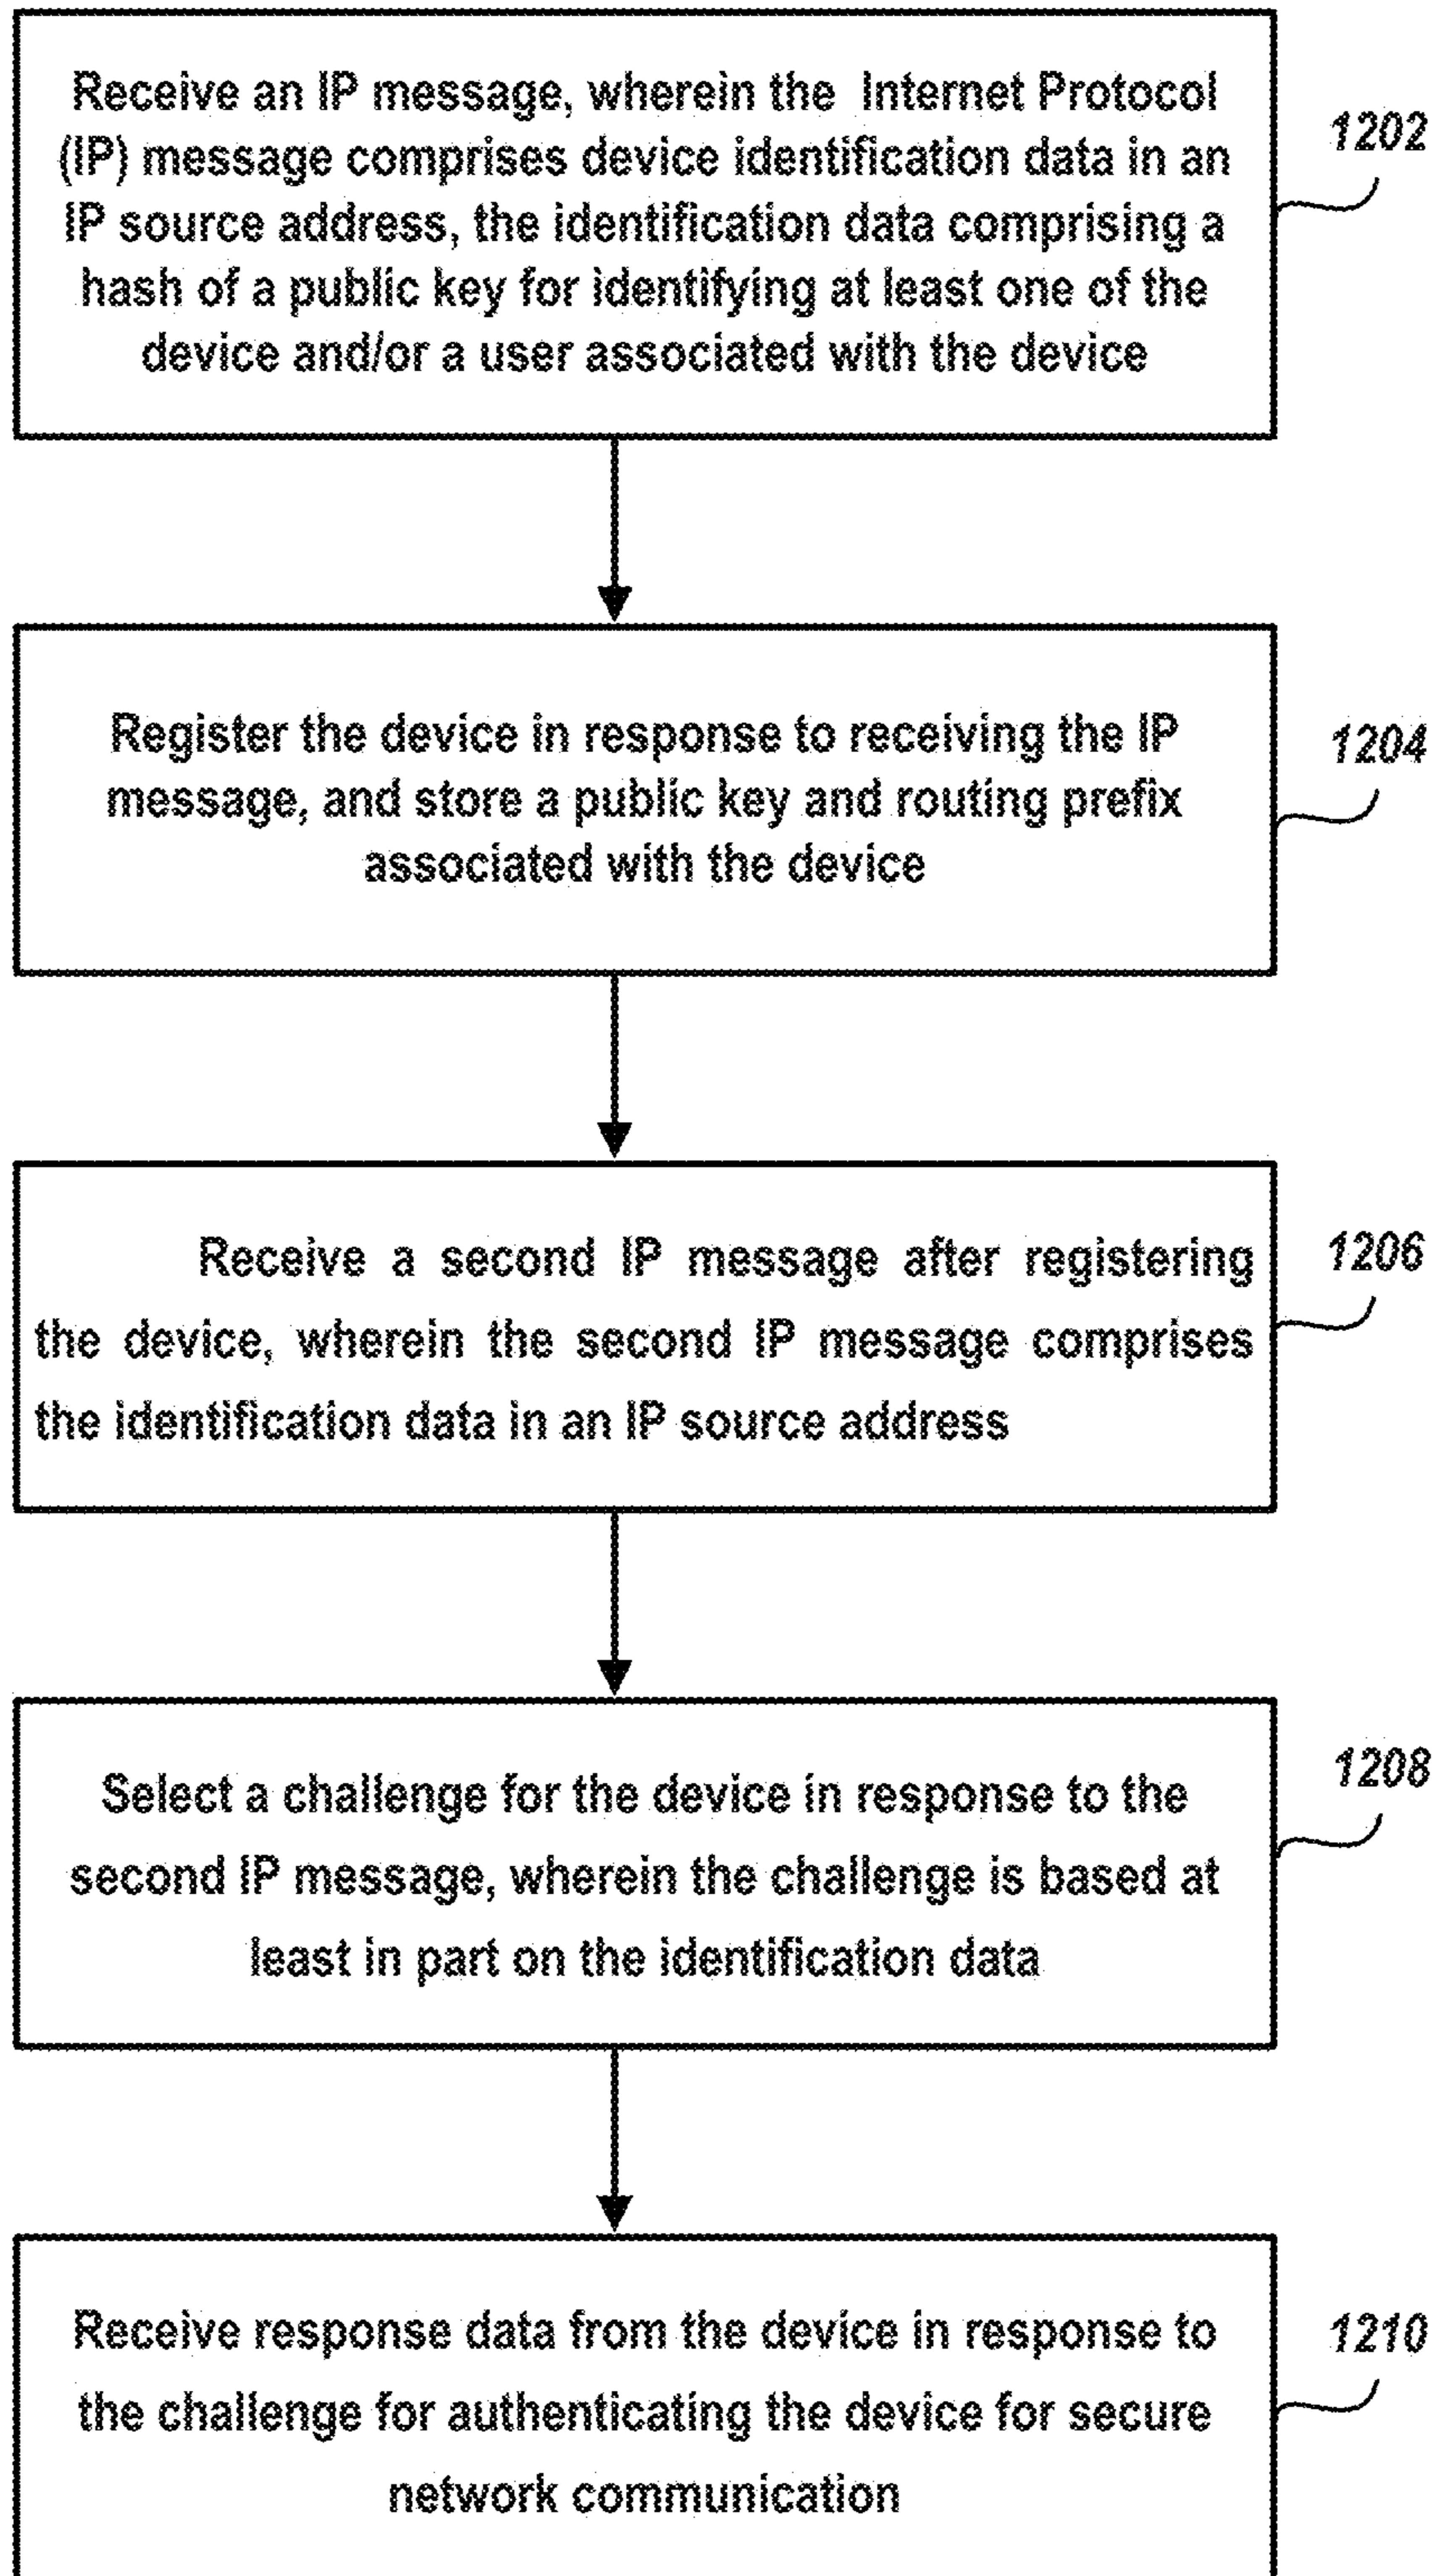 Receive an IP message, wherein the Internet Protocol
(IP) message comprises device identification data in an
IP source address, the identification data comprising a
hash of a public key for identifying at least one of the
device and/or a user associated with the device
1202
Register the device in response to receiving the IP
message, and store a public key and routing prefix
associated with the device
1204
Receive a second IP message after registering
the device, wherein the second IP message comprises
the identification data in an IP source address
1206
Select a challenge for the device in response to the
second IP message, wherein the challenge is based at
least in part on the identification data
1208
Receive response data from the device in response to
the challenge for authenticating the device for secure
network communication
1210